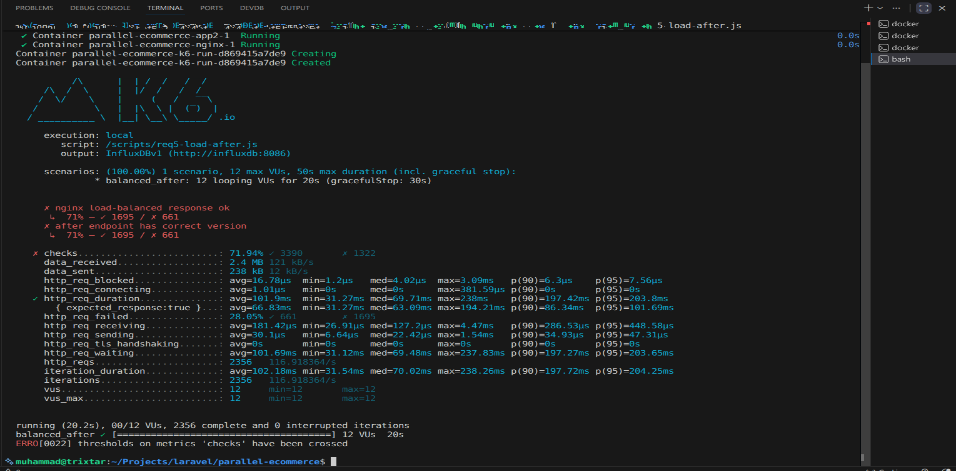 PROBLEMS DEBUG CONSOLE TERMINAL PORTS DEVDB OUTPUT
5-load-after.js
✓ Container parallel-ecommerce-app2-1 Running 0.0s
✓ Container parallel-ecommerce-nginx-1 Running 0.0s
Container parallel-ecommerce-k6-run-d869415a7de9 Creating
Container parallel-ecommerce-k6-run-d869415a7de9 Created
.io
execution: local
script: /scripts/req5-load-after.js
output: InfluxDBv1 (http://influxdb:8086)
scenarios: (100.00%) 1 scenario, 12 max VUs, 50s max duration (incl. graceful stop):
* balanced_after: 12 looping VUs for 20s (gracefulStop: 30s)
✗ nginx load-balanced response ok
↳ 71% — ✓ 1695 / ✗ 661
✗ after endpoint has correct version
↳ 71% — ✓ 1695 / ✗ 661
✗ checks.........................: 71.94% ✓ 3390 ✗ 1322
data_received..................: 2.4 MB 121 kB/s
data_sent......................: 238 kB 12 kB/s
http_req_blocked...............: avg=16.78µs min=1.2µs med=4.02µs max=3.09ms p(90)=6.3µs p(95)=7.56µs
http_req_connecting............: avg=1.01µs min=0s med=0s max=381.59µs p(90)=0s p(95)=0s
✓ http_req_duration..............: avg=101.9ms min=31.27ms med=69.71ms max=238ms p(90)=197.42ms p(95)=203.8ms
{ expected_response:true }...: avg=66.83ms min=31.27ms med=63.09ms max=194.21ms p(90)=86.34ms p(95)=101.69ms
http_req_failed................: 28.05% ✓ 661 ✗ 1695
http_req_receiving.............: avg=181.42µs min=26.91µs med=127.2µs max=4.47ms p(90)=286.53µs p(95)=448.58µs
http_req_sending...............: avg=30.1µs min=6.64µs med=22.42µs max=1.54ms p(90)=34.93µs p(95)=47.31µs
http_req_tls_handshaking.......: avg=0s min=0s med=0s max=0s p(90)=0s p(95)=0s
http_req_waiting...............: avg=101.69ms min=31.12ms med=69.48ms max=237.83ms p(90)=197.27ms p(95)=203.65ms
http_reqs......................: 2356 116.918364/s
iteration_duration.............: avg=102.18ms min=31.54ms med=70.02ms max=238.26ms p(90)=197.72ms p(95)=204.25ms
iterations.....................: 2356 116.918364/s
vus............................: 12 min=12 max=12
vus_max........................: 12 min=12 max=12
running (20.2s), 00/12 VUs, 2356 complete and 0 interrupted iterations
balanced_after ✓ [======================================] 12 VUs 20s
ERRO[0022] thresholds on metrics 'checks' have been crossed
muhammad@trixtar:~/Projects/laravel/parallel-ecommerce$
docker
docker
docker
bash